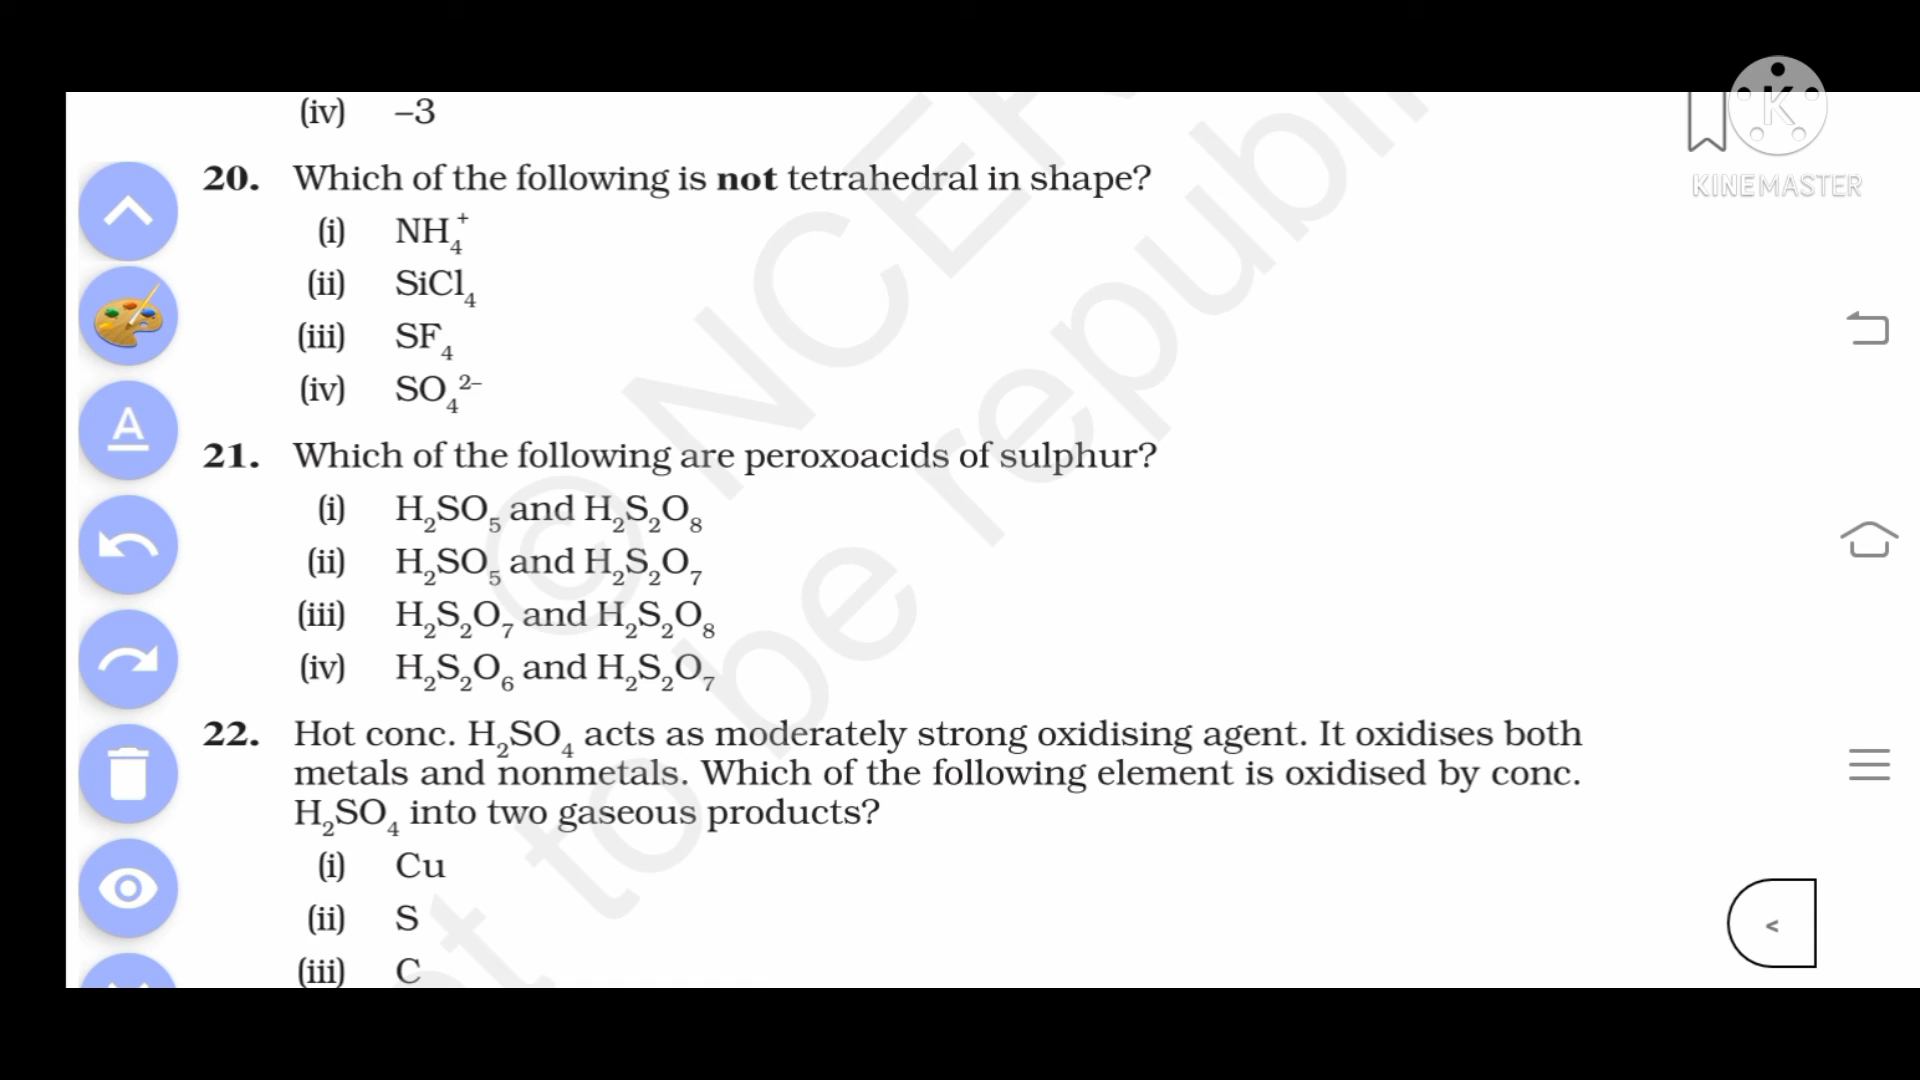 (iv) –3
20. Which of the following is not tetrahedral in shape?
(i) NH₄⁺
(ii) SiCl₄
(iii) SF₄
(iv) SO₄²⁻
21. Which of the following are peroxoacids of sulphur?
(i) H₂SO₅ and H₂S₂O₈
(ii) H₂SO₅ and H₂S₂O₇
(iii) H₂S₂O₇ and H₂S₂O₈
(iv) H₂S₂O₆ and H₂S₂O₇
22. Hot conc. H₂SO₄ acts as moderately strong oxidising agent. It oxidises both
metals and nonmetals. Which of the following element is oxidised by conc.
H₂SO₄ into two gaseous products?
(i) Cu
(ii) S
(iii) C
K
KINEMASTER
A
<
© NCE
to be